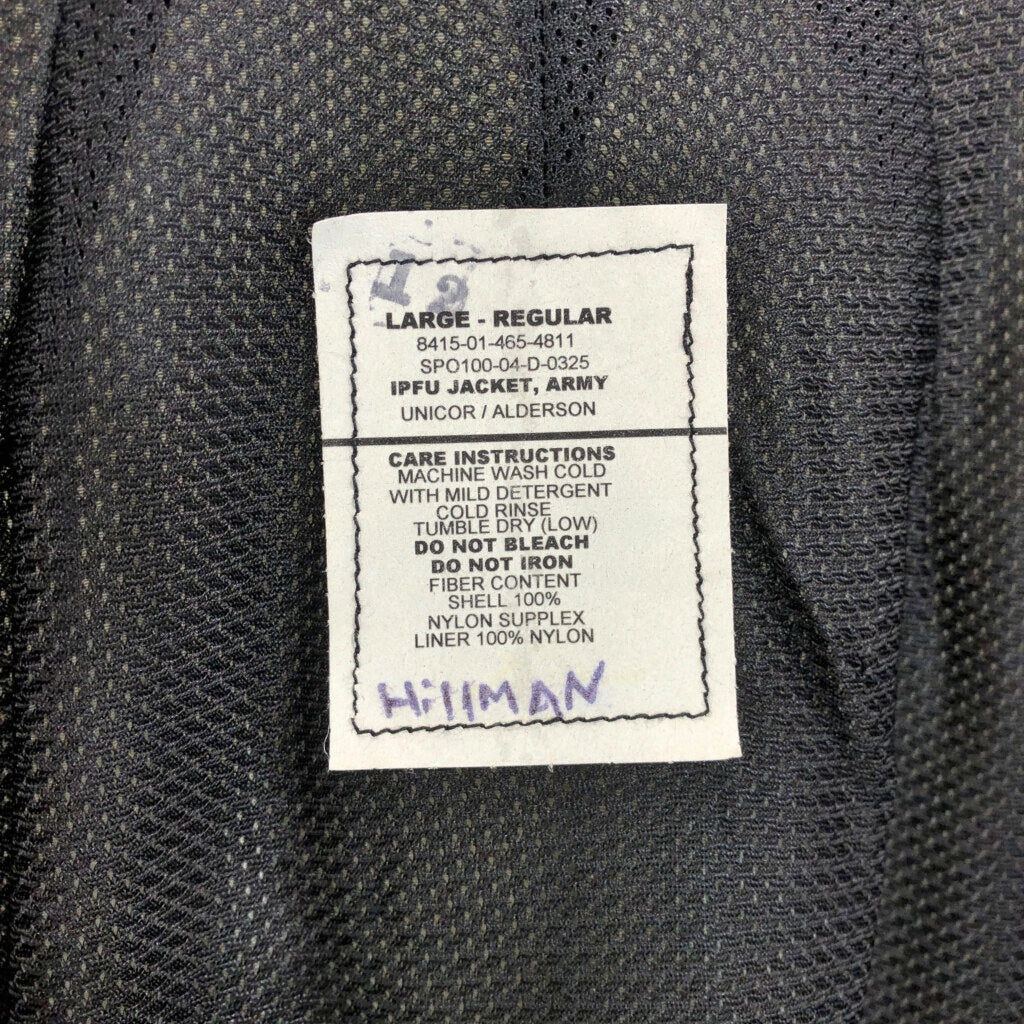 12
LARGE - REGULAR
8415-01-465-4811
SPO100-04-D-0325
IPFU JACKET, ARMY
UNICOR / ALDERSON
CARE INSTRUCTIONS
MACHINE WASH COLD
WITH MILD DETERGENT
COLD RINSE
TUMBLE DRY (LOW)
DO NOT BLEACH
DO NOT IRON
FIBER CONTENT
SHELL 100%
NYLON SUPPLEX
LINER 100% NYLON
HillMAN